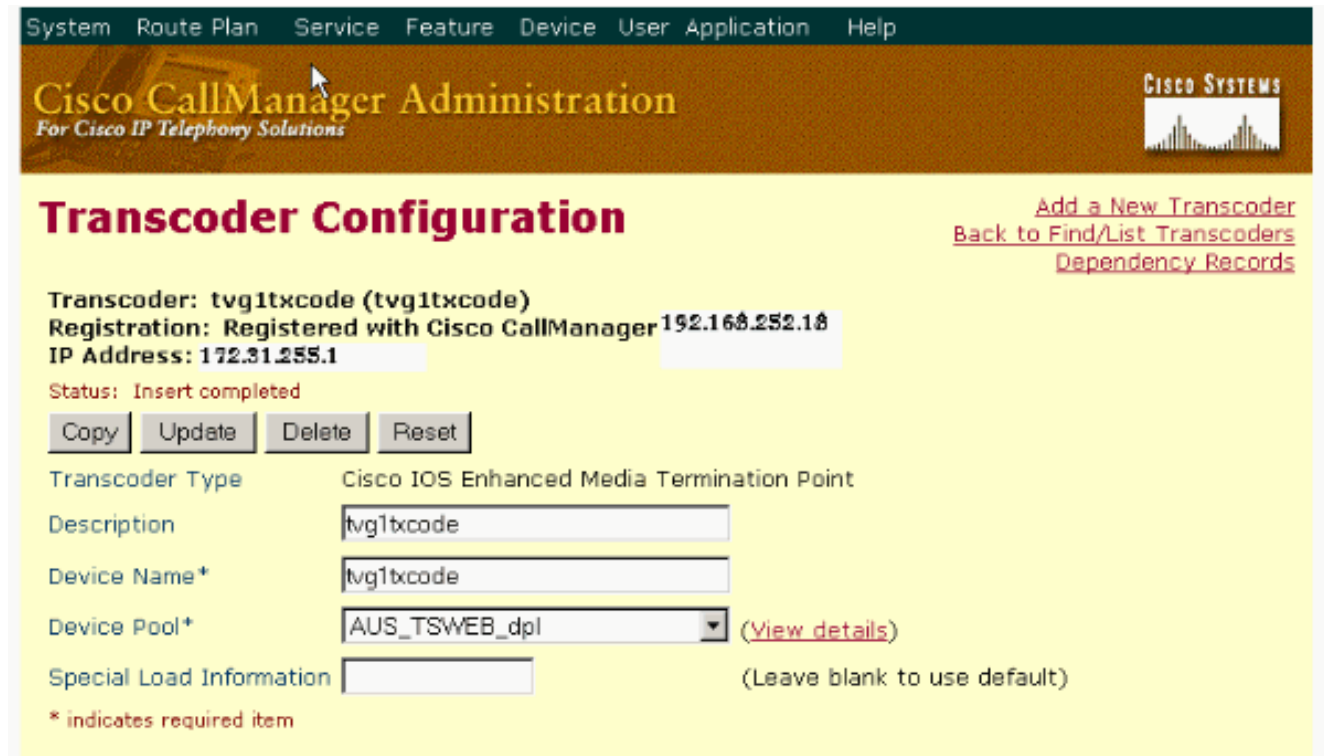 System Route Plan Service Feature Device User Application Help
Cisco CallManager Administration
For Cisco IP Telephony Solutions
CISCO SYSTEMS
Transcoder Configuration
Add a New Transcoder
Back to Find/List Transcoders
Dependency Records
Transcoder: tvg1txcode (tvg1txcode)
Registration: Registered with Cisco CallManager 192.168.252.18
IP Address: 172.31.255.1
Status: Insert completed
Copy Update Delete Reset
Transcoder Type Cisco IOS Enhanced Media Termination Point
Description tvg1txcode
Device Name* tvg1txcode
Device Pool* AUS_TSWEB_dpl (View details)
Special Load Information (Leave blank to use default)
* indicates required item